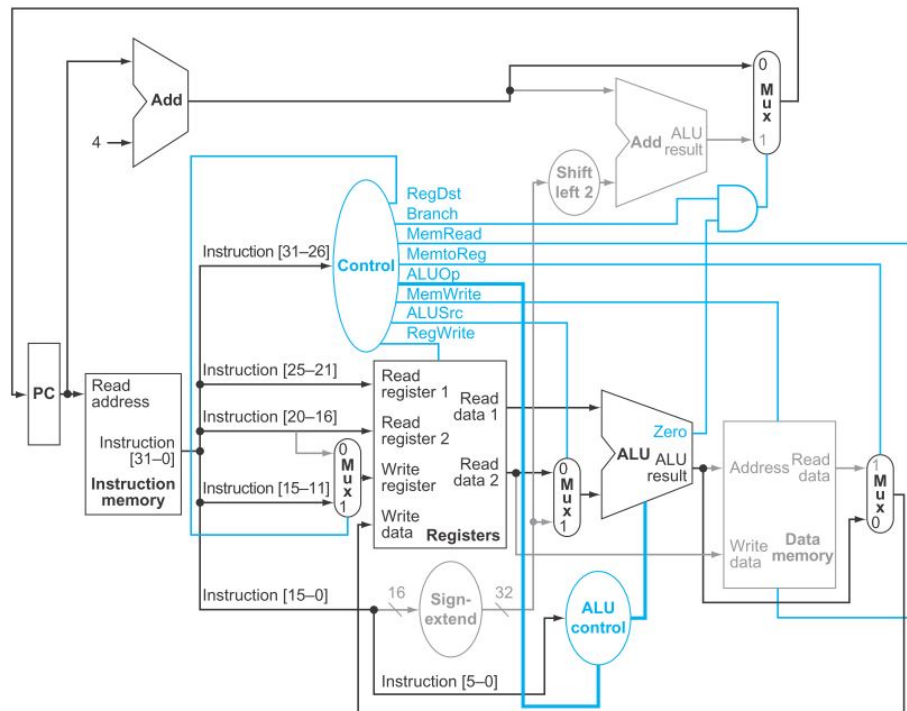 Add
4
0
Mux
1
Add
ALU
result
Shift
left 2
RegDst
Branch
MemRead
MemtoReg
ALUOp
MemWrite
ALUSrc
RegWrite
Control
Instruction [31–26]
PC
Read
address
Instruction
[31–0]
Instruction
memory
Instruction [25–21]
Instruction [20–16]
Instruction [15–11]
0
Mux
1
Read
register 1
Read
register 2
Write
register
Write
data
Read
data 1
Read
data 2
Registers
0
Mux
1
Zero
ALU
ALU
result
Address
Read
data
Write
data
Data
memory
1
Mux
0
Instruction [15–0]
16
Sign-
extend
32
ALU
control
Instruction [5–0]